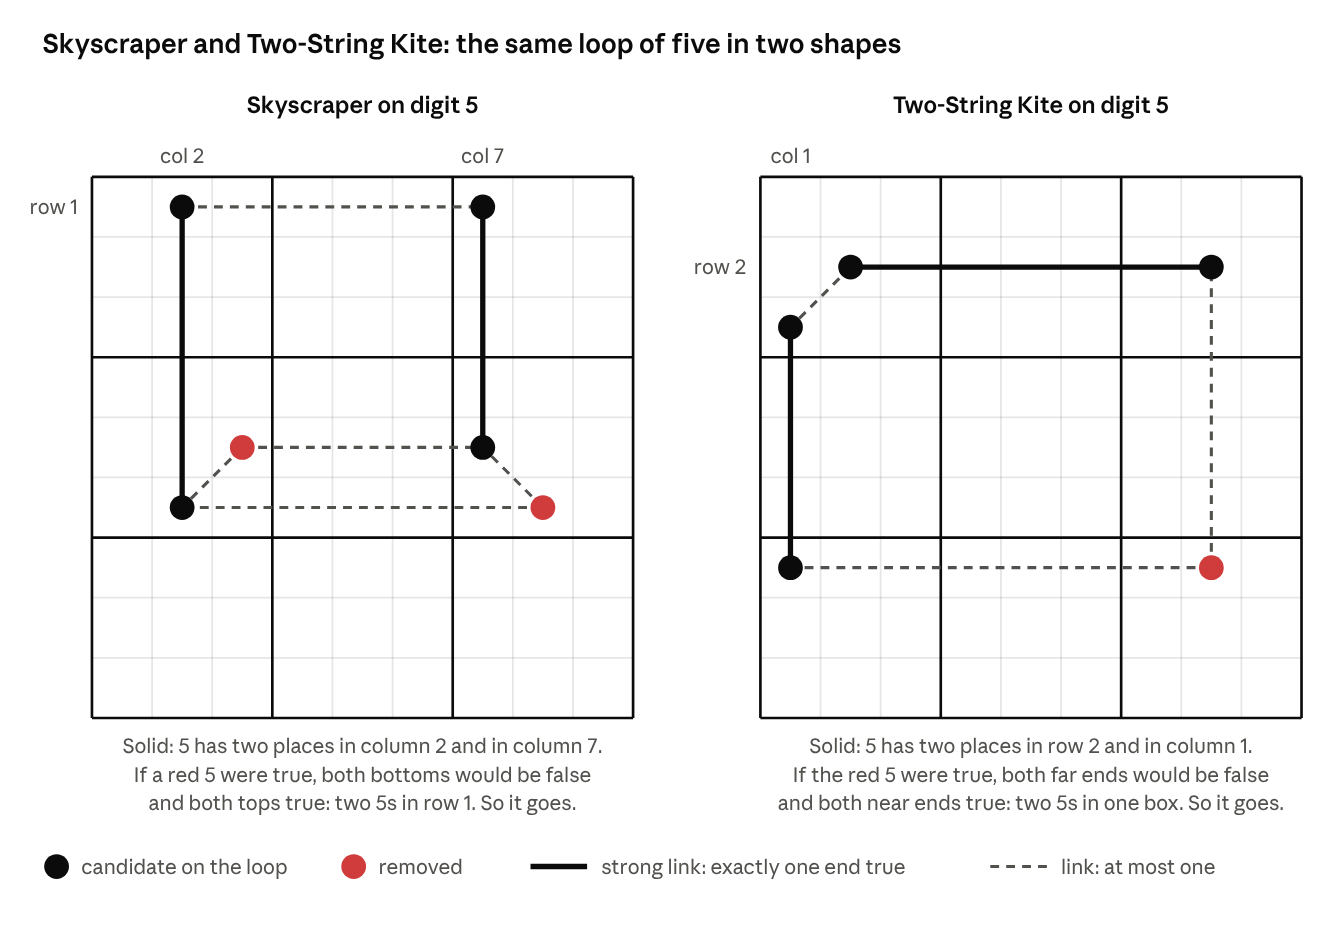 Skyscraper and Two-String Kite: the same loop of five in two shapes
Skyscraper on digit 5
col 2
col 7
row 1
Solid: 5 has two places in column 2 and in column 7.
If a red 5 were true, both bottoms would be false
and both tops true: two 5s in row 1. So it goes.
Two-String Kite on digit 5
col 1
row 2
Solid: 5 has two places in row 2 and in column 1.
If the red 5 were true, both far ends would be false
and both near ends true: two 5s in one box. So it goes.
candidate on the loop
removed
strong link: exactly one end true
link: at most one